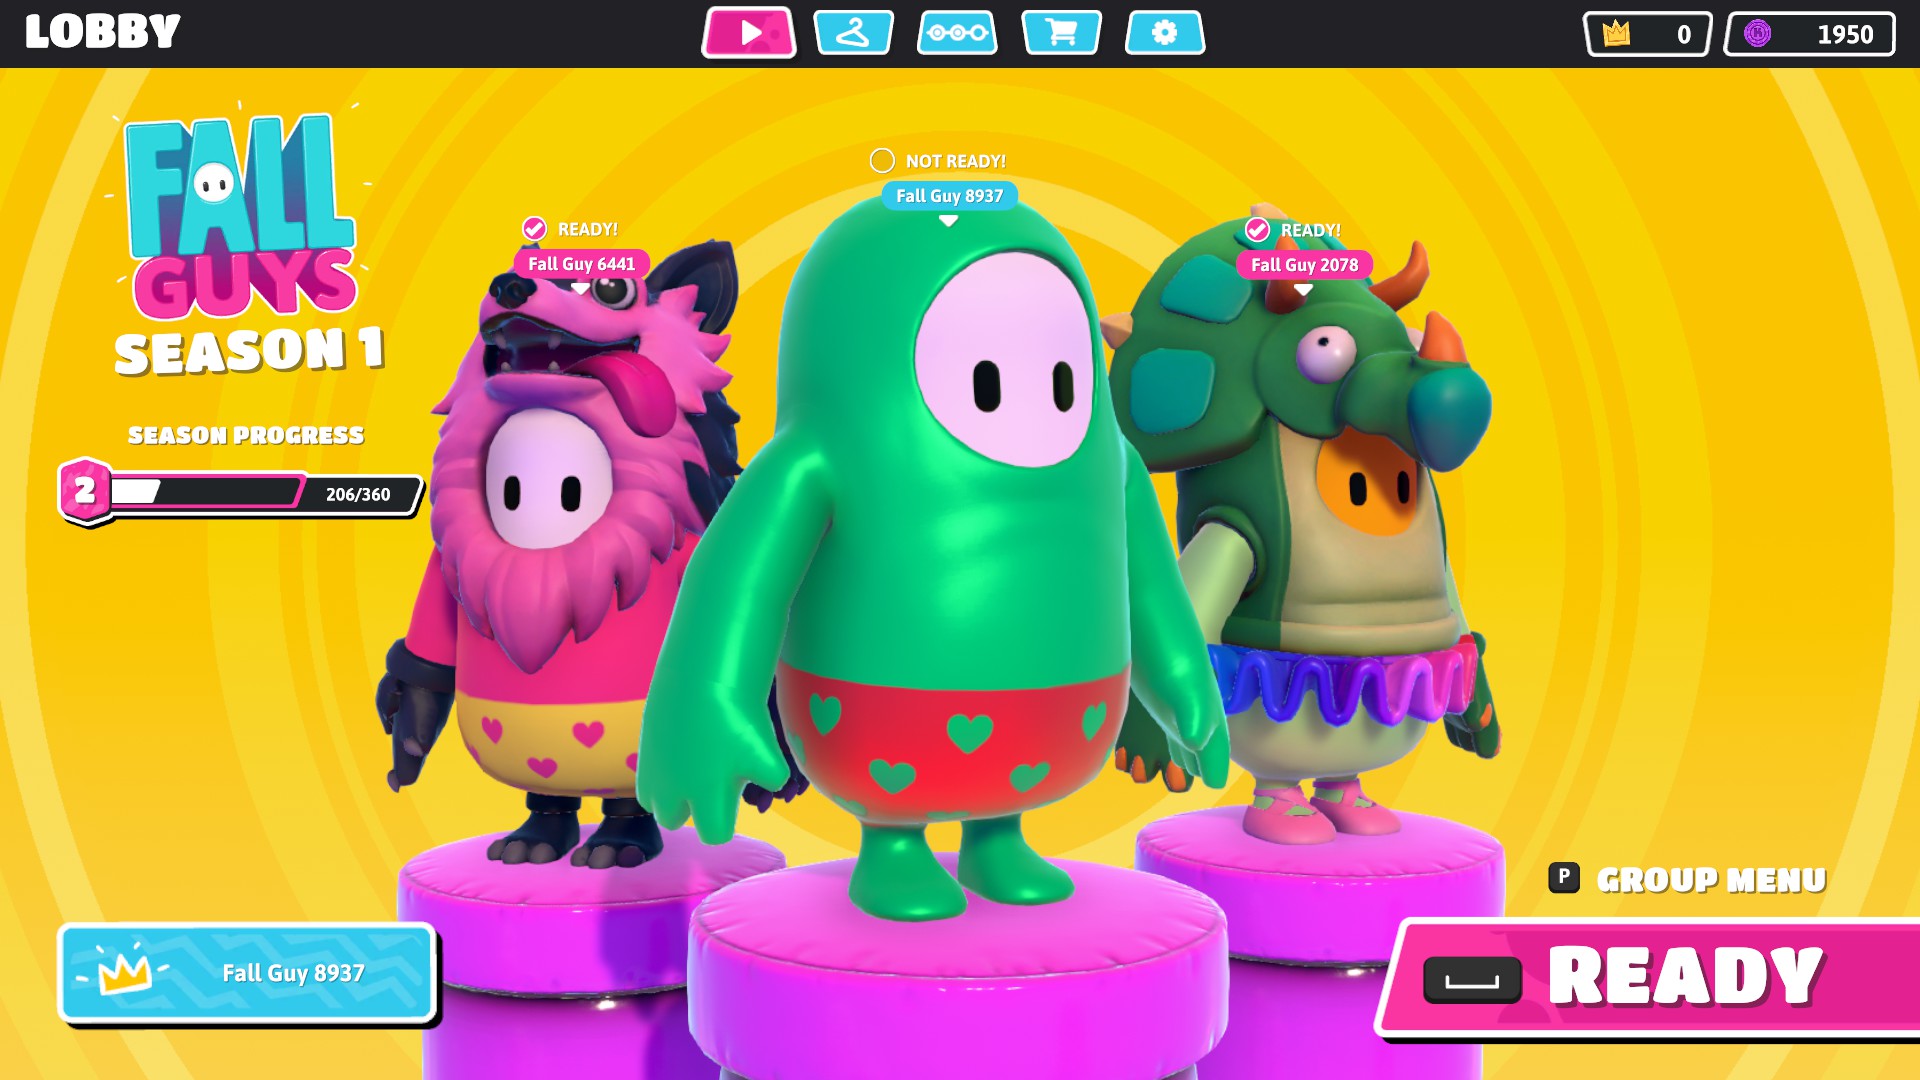 LOBBY
0
1950
FALL
GUYS
SEASON 1
SEASON PROGRESS
2
206/360
READY!
Fall Guy 6441
NOT READY!
Fall Guy 8937
READY!
Fall Guy 2078
P GROUP MENU
Fall Guy 8937
READY